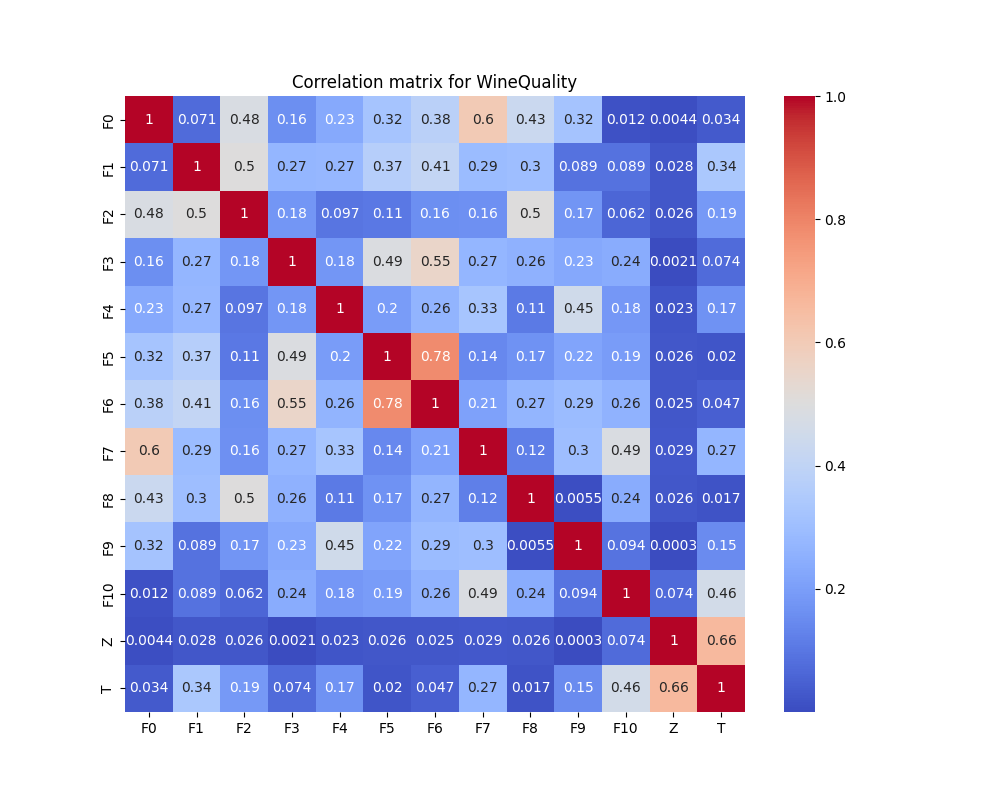 Correlation matrix for WineQuality
F0 1 0.071 0.48 0.16 0.23 0.32 0.38 0.6 0.43 0.32 0.012 0.0044 0.034
F1 0.071 1 0.5 0.27 0.27 0.37 0.41 0.29 0.3 0.089 0.089 0.028 0.34
F2 0.48 0.5 1 0.18 0.097 0.11 0.16 0.16 0.5 0.17 0.062 0.026 0.19
F3 0.16 0.27 0.18 1 0.18 0.49 0.55 0.27 0.26 0.23 0.24 0.0021 0.074
F4 0.23 0.27 0.097 0.18 1 0.2 0.26 0.33 0.11 0.45 0.18 0.023 0.17
F5 0.32 0.37 0.11 0.49 0.2 1 0.78 0.14 0.17 0.22 0.19 0.026 0.02
F6 0.38 0.41 0.16 0.55 0.26 0.78 1 0.21 0.27 0.29 0.26 0.025 0.047
F7 0.6 0.29 0.16 0.27 0.33 0.14 0.21 1 0.12 0.3 0.49 0.029 0.27
F8 0.43 0.3 0.5 0.26 0.11 0.17 0.27 0.12 1 0.0055 0.24 0.026 0.017
F9 0.32 0.089 0.17 0.23 0.45 0.22 0.29 0.3 0.0055 1 0.094 0.0003 0.15
F10 0.012 0.089 0.062 0.24 0.18 0.19 0.26 0.49 0.24 0.094 1 0.074 0.46
Z 0.0044 0.028 0.026 0.0021 0.023 0.026 0.025 0.029 0.026 0.0003 0.074 1 0.66
T 0.034 0.34 0.19 0.074 0.17 0.02 0.047 0.27 0.017 0.15 0.46 0.66 1
F0 F1 F2 F3 F4 F5 F6 F7 F8 F9 F10 Z T
1.0
0.8
0.6
0.4
0.2